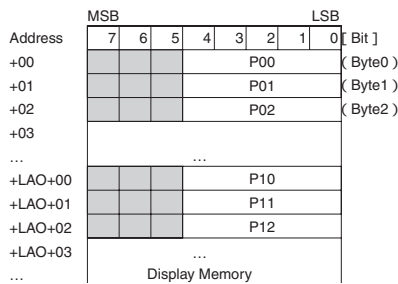 MSB LSB
Address 7 6 5 4 3 2 1 0 [ Bit ]
+00 P00 ( Byte0 )
+01 P01 ( Byte1 )
+02 P02 ( Byte2 )
+03
... ...
+LAO+00 P10
+LAO+01 P11
+LAO+02 P12
+LAO+03 ...
... Display Memory